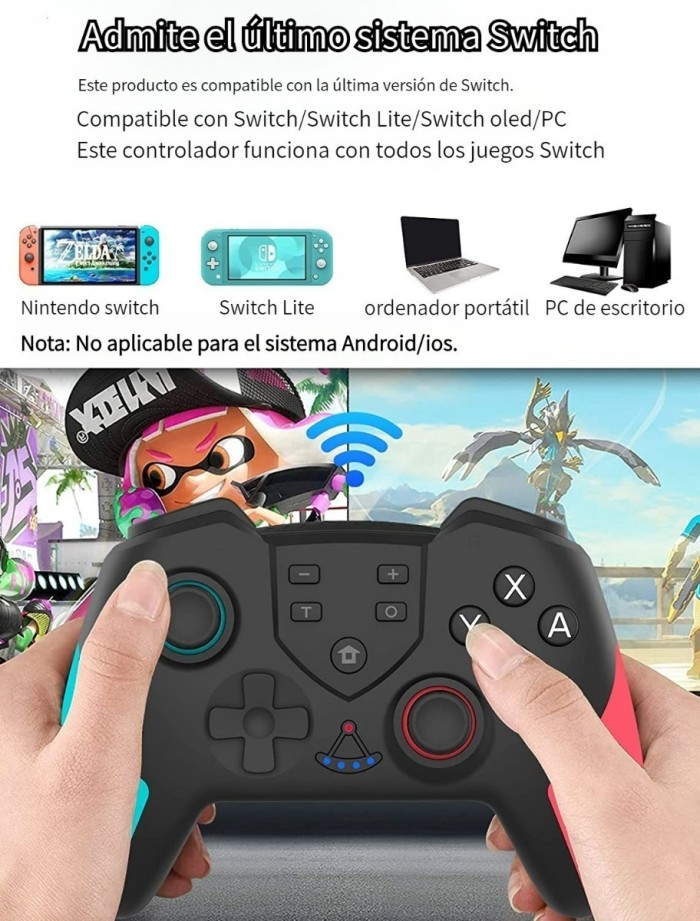 Admite el último sistema Switch
Este producto es compatible con la última versión de Switch.
Compatible con Switch/Switch Lite/Switch oled/PC
Este controlador funciona con todos los juegos Switch
ZELDA
Nintendo switch
Switch Lite
ordenador portátil
PC de escritorio
Nota: No aplicable para el sistema Android/ios.
−
+
T
O
X
Y
A